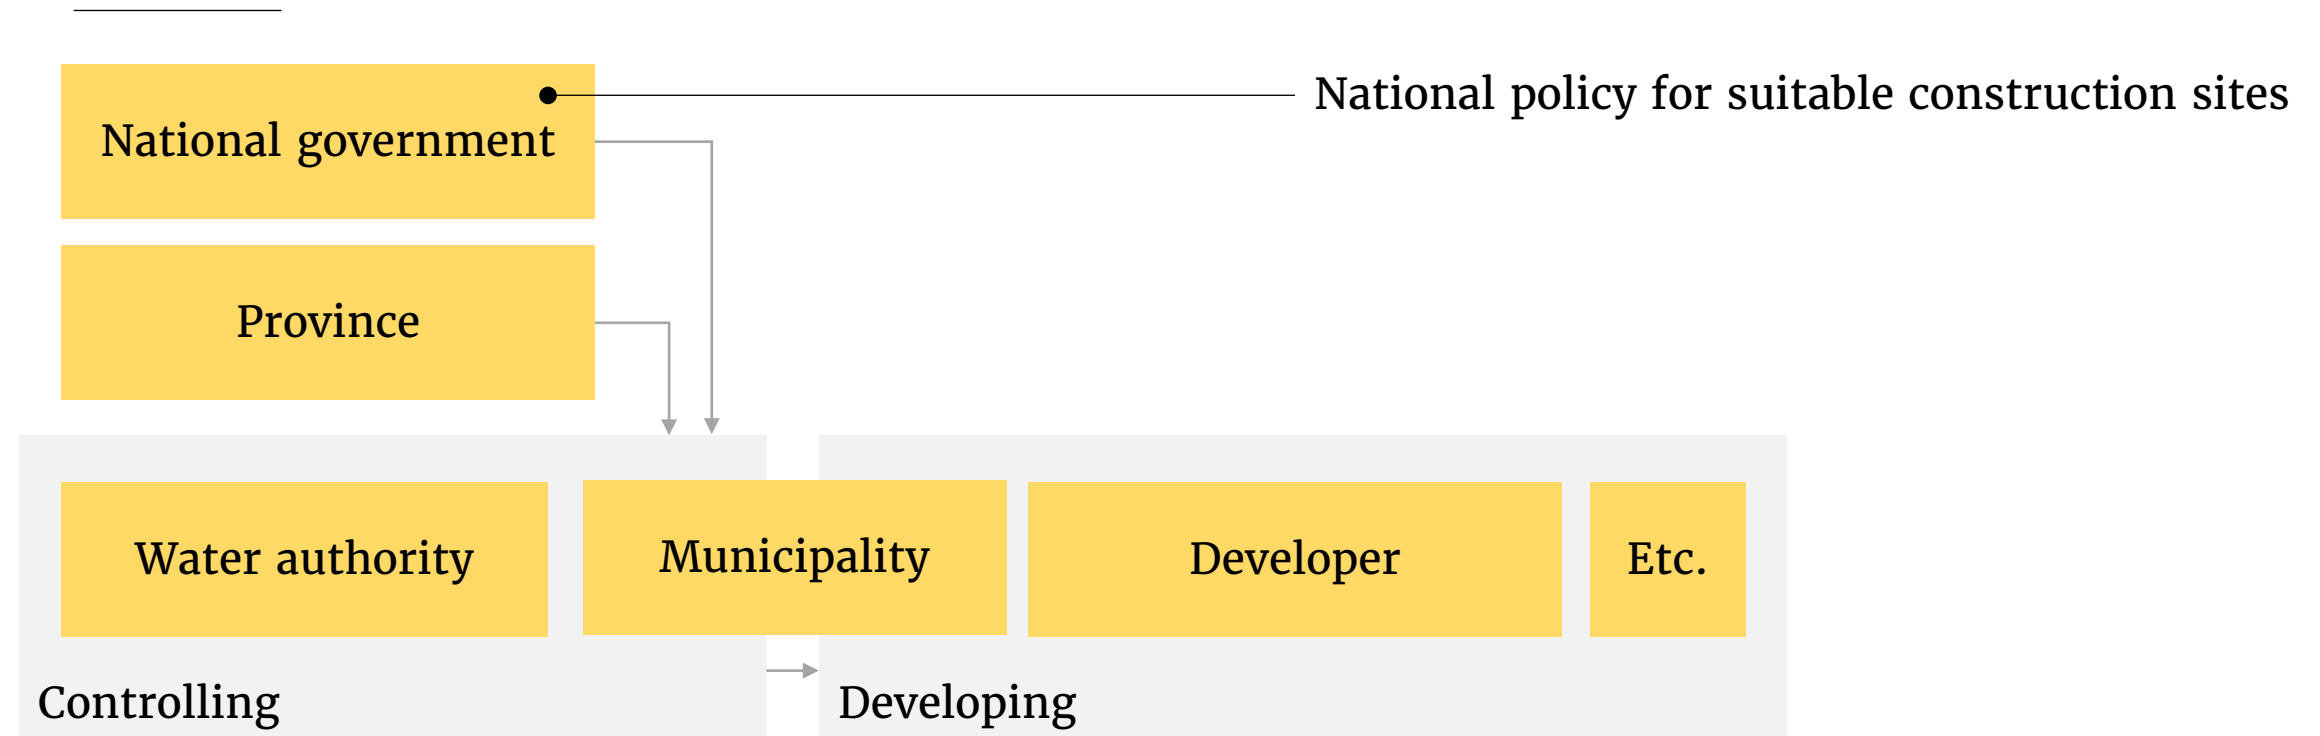 National policy for suitable construction sites
National government
Province
Water authority
Municipality
Developer
Etc.
Controlling
Developing